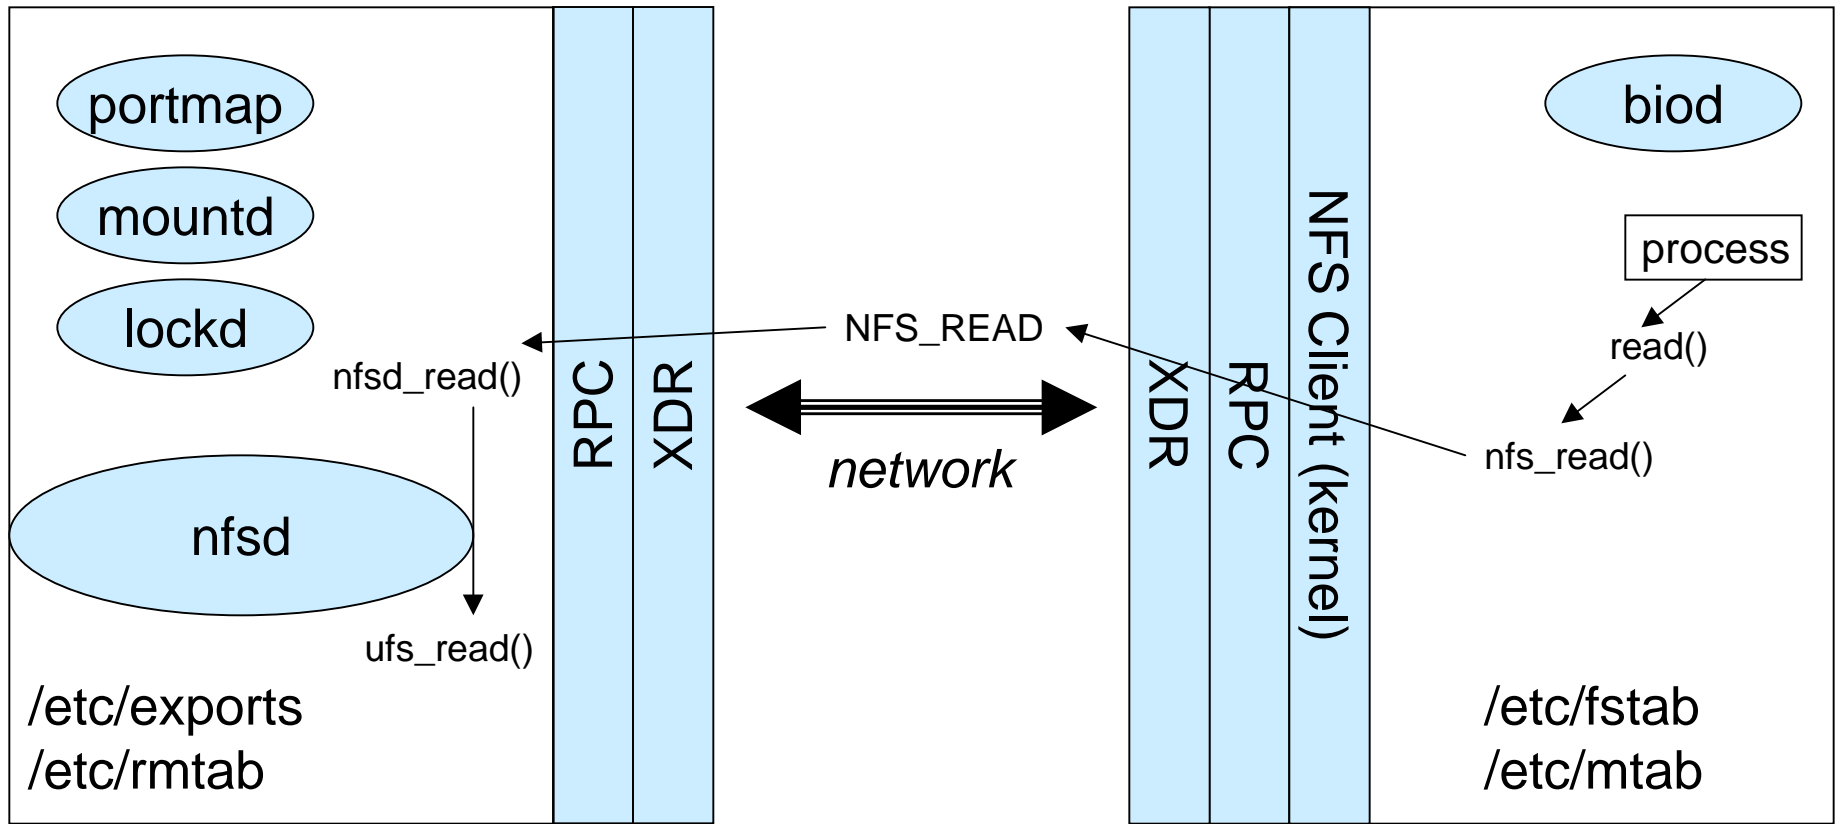 portmap
mountd
lockd
nfsd_read()
nfsd
ufs_read()
/etc/exports
/etc/rmtab
RPC
XDR
NFS_READ
network
XDR
RPC
NFS Client (kernel)
biod
process
read()
nfs_read()
/etc/fstab
/etc/mtab